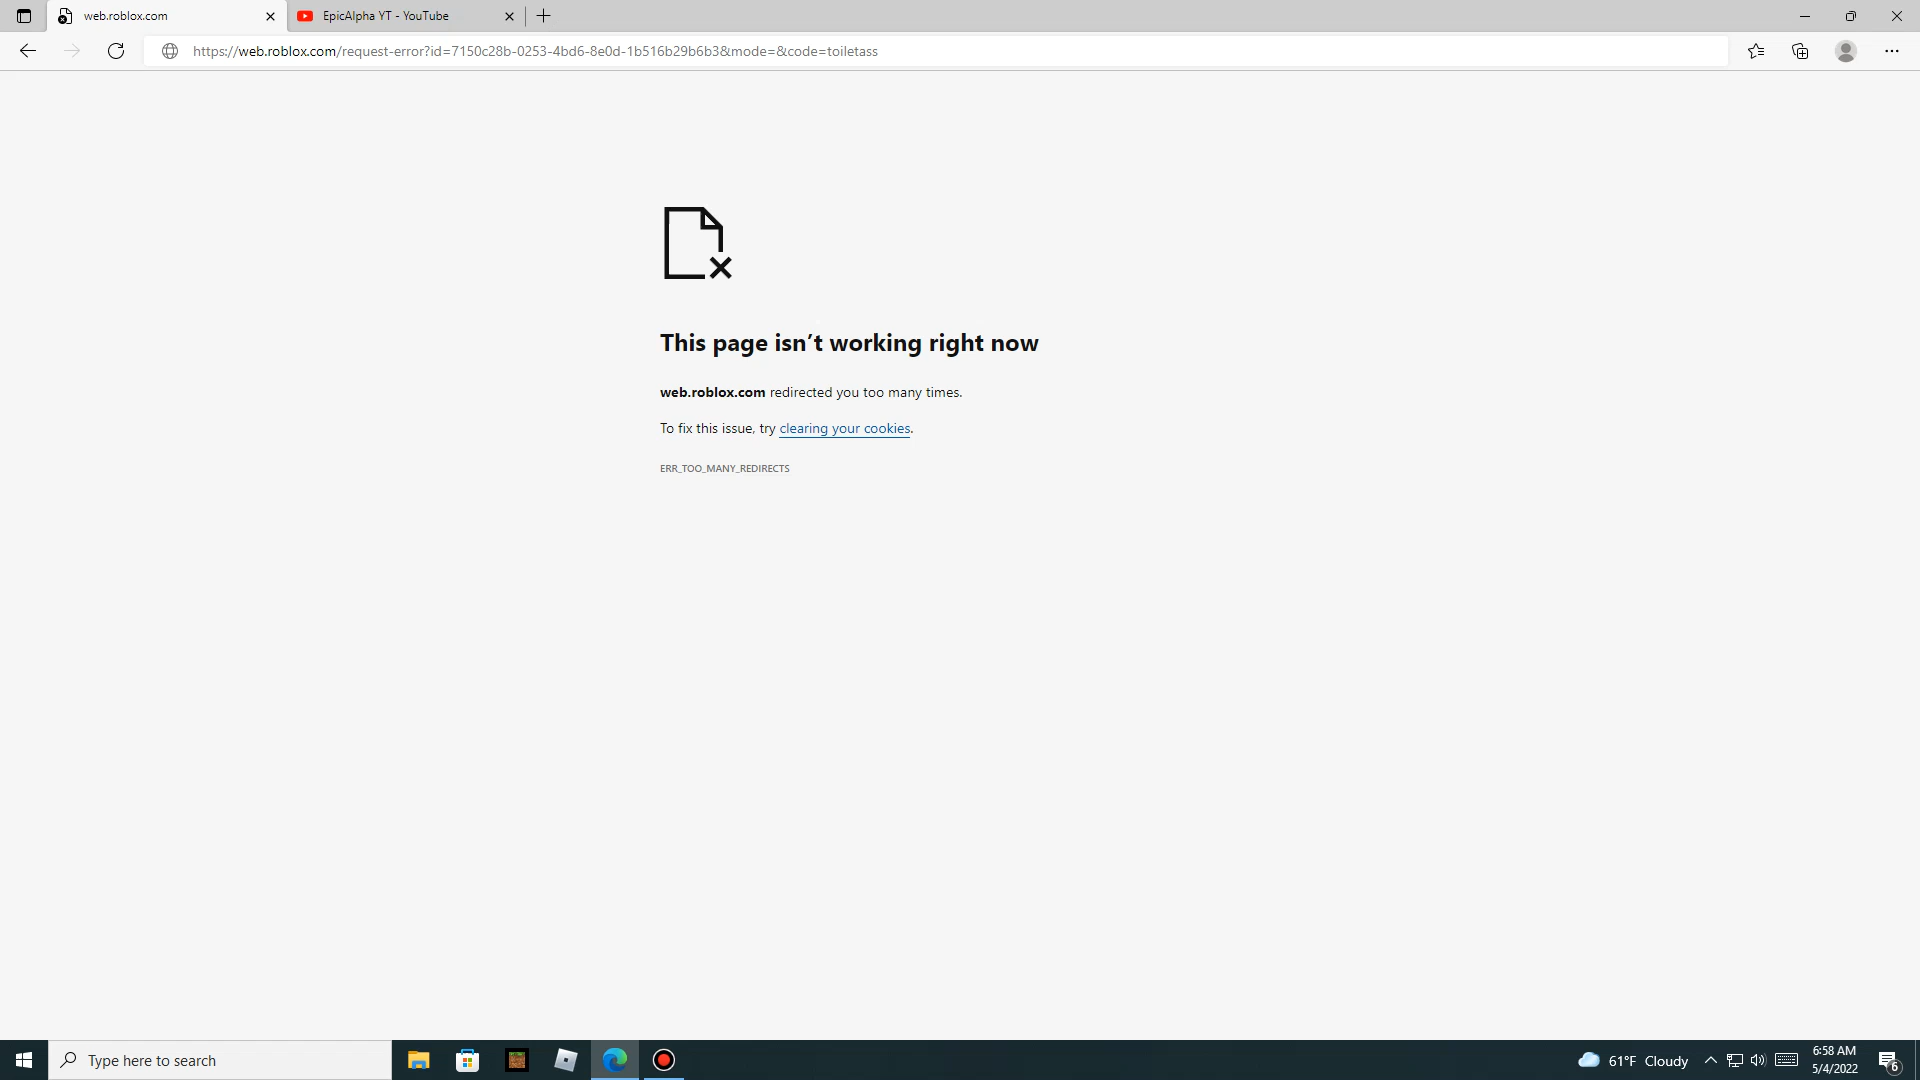 web.roblox.com
EpicAlpha YT - YouTube
https://web.roblox.com/request-error?id=7150c28b-0253-4bd6-8e0d-1b516b29b6b3&mode=&code=toiletass
This page isn’t working right now
web.roblox.com redirected you too many times.
To fix this issue, try clearing your cookies.
ERR_TOO_MANY_REDIRECTS
Type here to search
61°F Cloudy
6:58 AM
5/4/2022
6